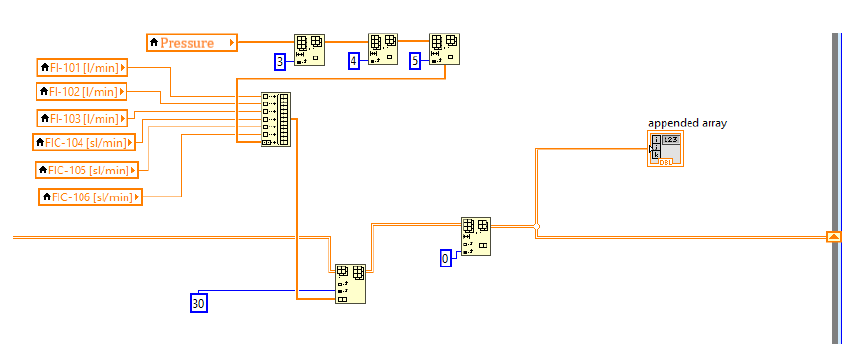 Pressure
3
4
5
FI-101 [l/min]
FI-102 [l/min]
FI-103 [l/min]
FIC-104 [sl/min]
FIC-105 [sl/min]
FIC-106 [sl/min]
appended array
i 123
j
k
DBL
0
30